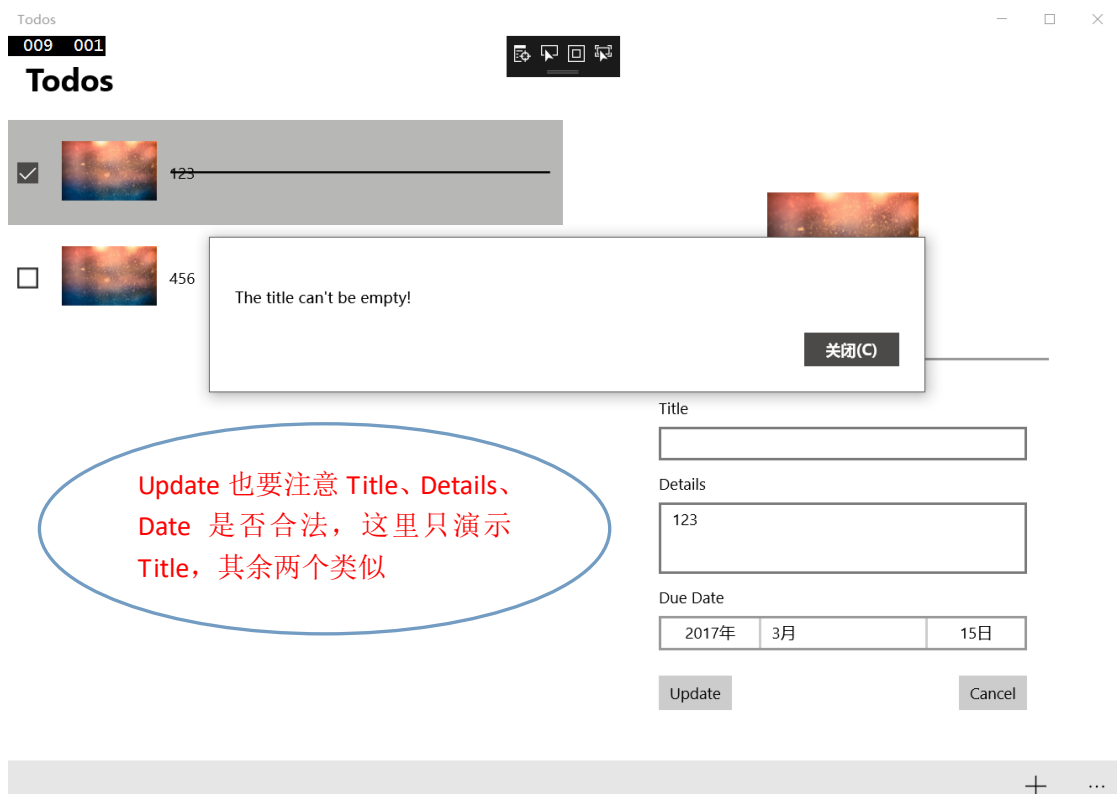 Todos
009 001
Todos
123
456
The title can't be empty!
关闭(C)
Title
Details
123
Due Date
2017年 3月 15日
Update Cancel
Update 也要注意 Title、Details、
Date 是否合法，这里只演示
Title，其余两个类似